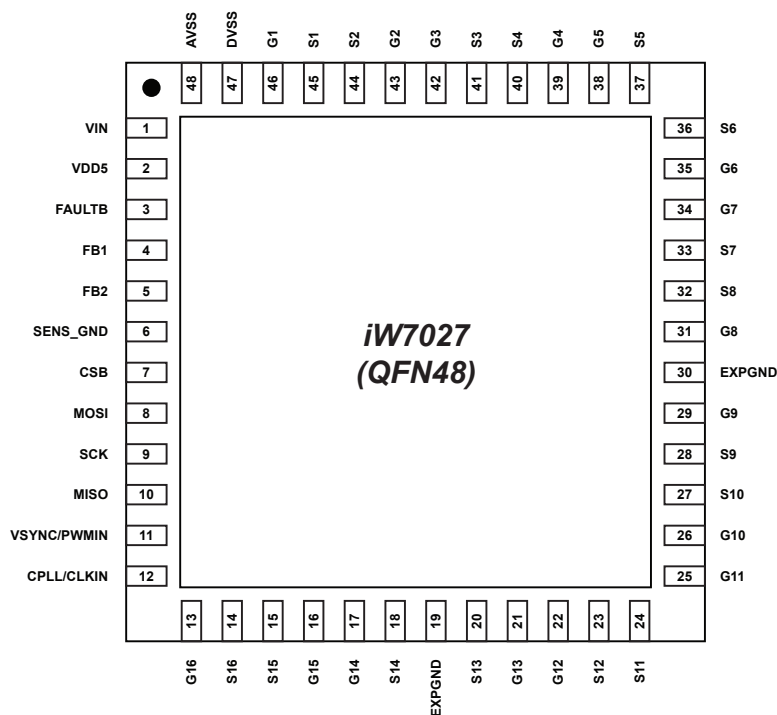 AVSS DVSS G1 S1 S2 G2 G3 S3 S4 G4 G5 S5
48 47 46 45 44 43 42 41 40 39 38 37
VIN 1 36 S6
VDD5 2 35 G6
FAULTB 3 34 G7
FB1 4 33 S7
FB2 5 32 S8
SENS_GND 6 31 G8
iW7027
(QFN48)
CSB 7 30 EXPGND
MOSI 8 29 G9
SCK 9 28 S9
MISO 10 27 S10
VSYNC/PWMIN 11 26 G10
CPLL/CLKIN 12 25 G11
13 14 15 16 17 18 19 20 21 22 23 24
G16 S16 S15 G15 G14 S14 EXPGND S13 G13 G12 S12 S11